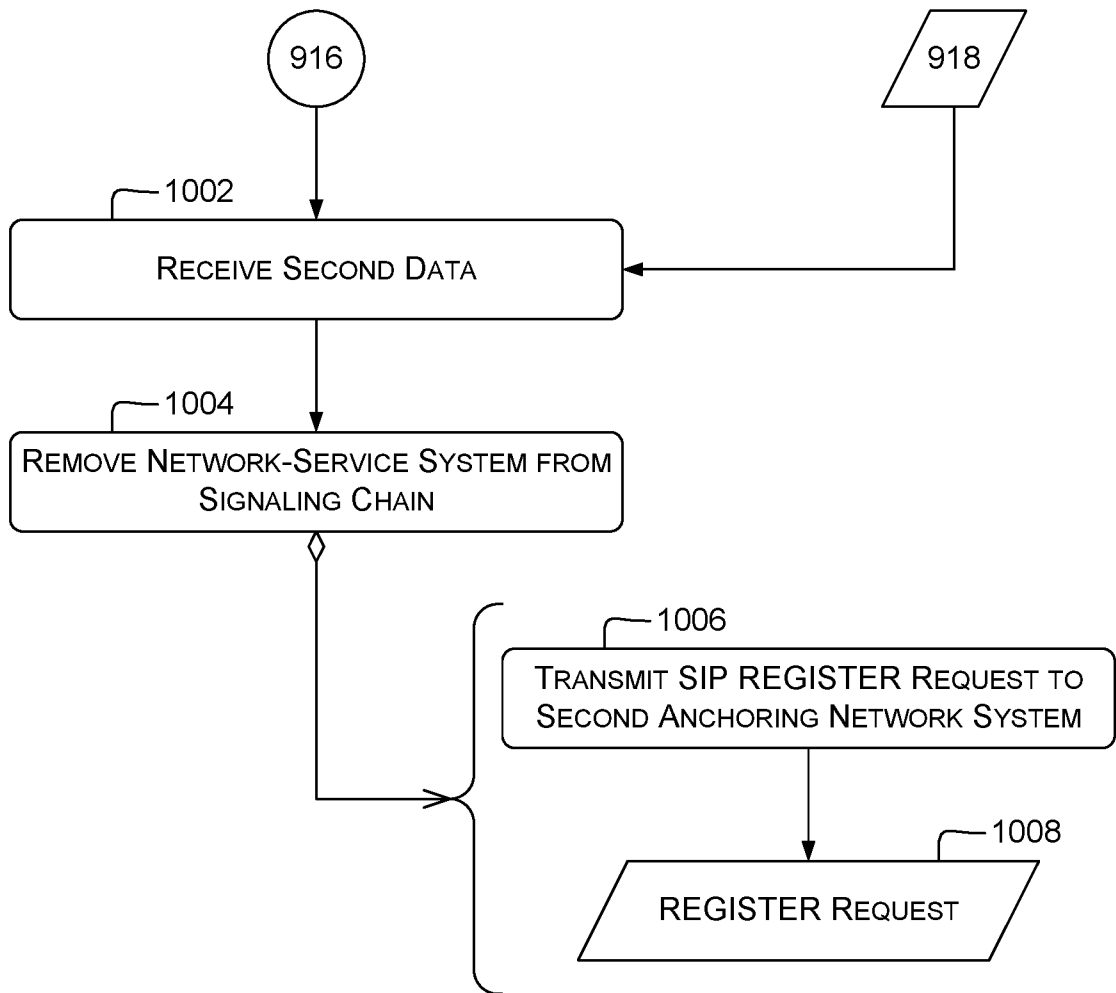 916
918
1002
RECEIVE SECOND DATA
1004
REMOVE NETWORK-SERVICE SYSTEM FROM
SIGNALING CHAIN
1006
TRANSMIT SIP REGISTER REQUEST TO
SECOND ANCHORING NETWORK SYSTEM
1008
REGISTER REQUEST